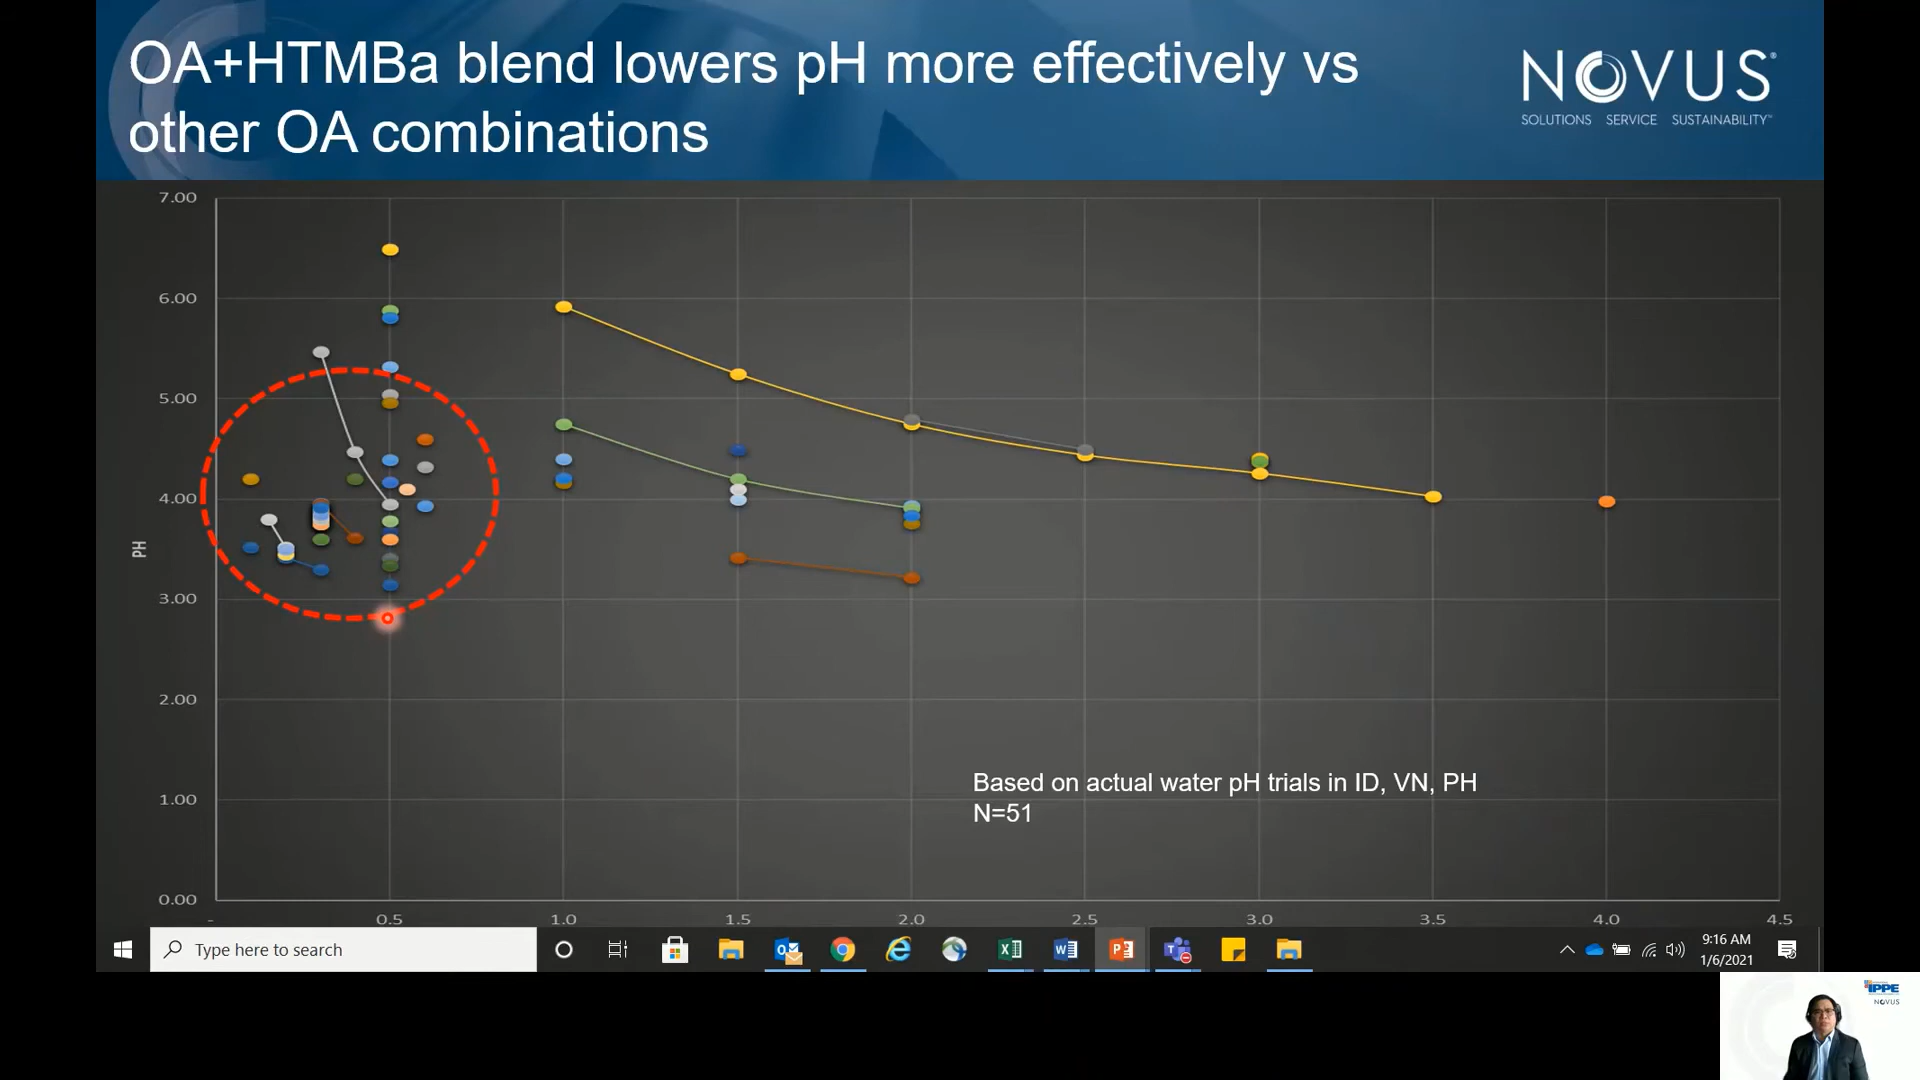 OA+HTMBa blend lowers pH more effectively vs
other OA combinations
NOVUS®
SOLUTIONS SERVICE SUSTAINABILITY™
7.00
6.00
5.00
4.00
PH
3.00
2.00
1.00
0.00
Based on actual water pH trials in ID, VN, PH
N=51
- 0.5 1.0 1.5 2.0 2.5 3.0 3.5 4.0 4.5
Type here to search
9:16 AM
1/6/2021
IPPE
NOVUS